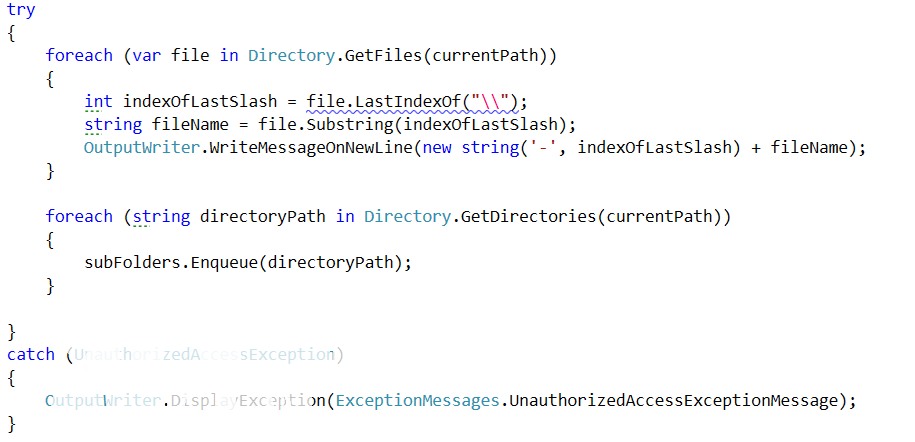 try
{
    foreach (var file in Directory.GetFiles(currentPath))
    {
        int indexOfLastSlash = file.LastIndexOf("\\");
        string fileName = file.Substring(indexOfLastSlash);
        OutputWriter.WriteMessageOnNewLine(new string('-', indexOfLastSlash) + fileName);
    }

    foreach (string directoryPath in Directory.GetDirectories(currentPath))
    {
        subFolders.Enqueue(directoryPath);
    }

}
catch (UnauthorizedAccessException)
{
    OutputWriter.DisplayException(ExceptionMessages.UnauthorizedAccessExceptionMessage);
}